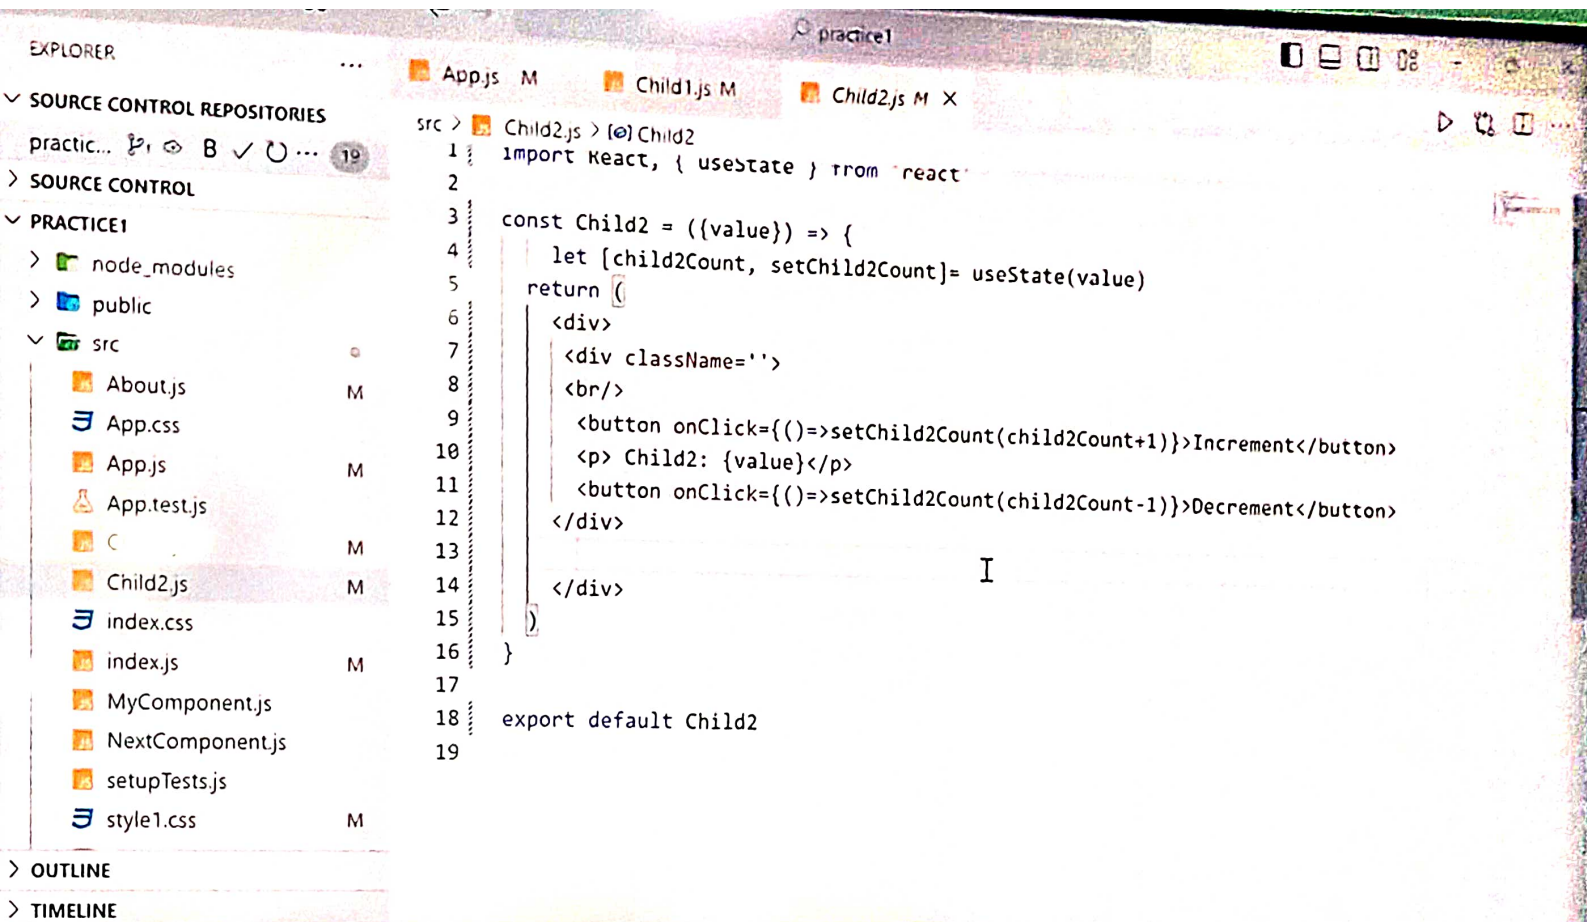 practice1
EXPLORER
...
SOURCE CONTROL REPOSITORIES
practic...
B
...
19
SOURCE CONTROL
PRACTICE1
node_modules
public
src
About.js M
App.css
App.js M
App.test.js
C M
Child2.js M
index.css
index.js M
MyComponent.js
NextComponent.js
setupTests.js
style1.css M
OUTLINE
TIMELINE
App.js M
Child1.js M
Child2.js M
src > Child2.js > Child2
1 import React, { useState } from 'react'
2
3 const Child2 = ({value}) => {
4 let [child2Count, setChild2Count]= useState(value)
5 return (
6 <div>
7 <div className=''>
8 <br/>
9 <button onClick={()=>setChild2Count(child2Count+1)}>Increment</button>
10 <p> Child2: {value}</p>
11 <button onClick={()=>setChild2Count(child2Count-1)}>Decrement</button>
12 </div>
13
14 </div>
15 )
16 }
17
18 export default Child2
19